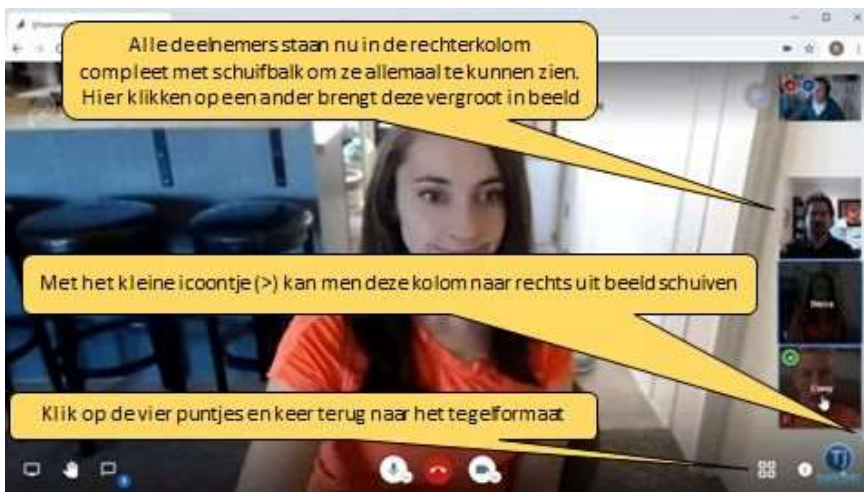 Alle deelnemers staan nu in de rechterkolom
compleet met schuifbalk om ze allemaal te kunnen zien.
Hier klikken op een ander brengt deze vergroot in beeld
Met het kleine icoontje (>) kan men deze kolom naar rechts uit beeld schuiven
Klik op de vier puntjes en keer terug naar het tegelformaat